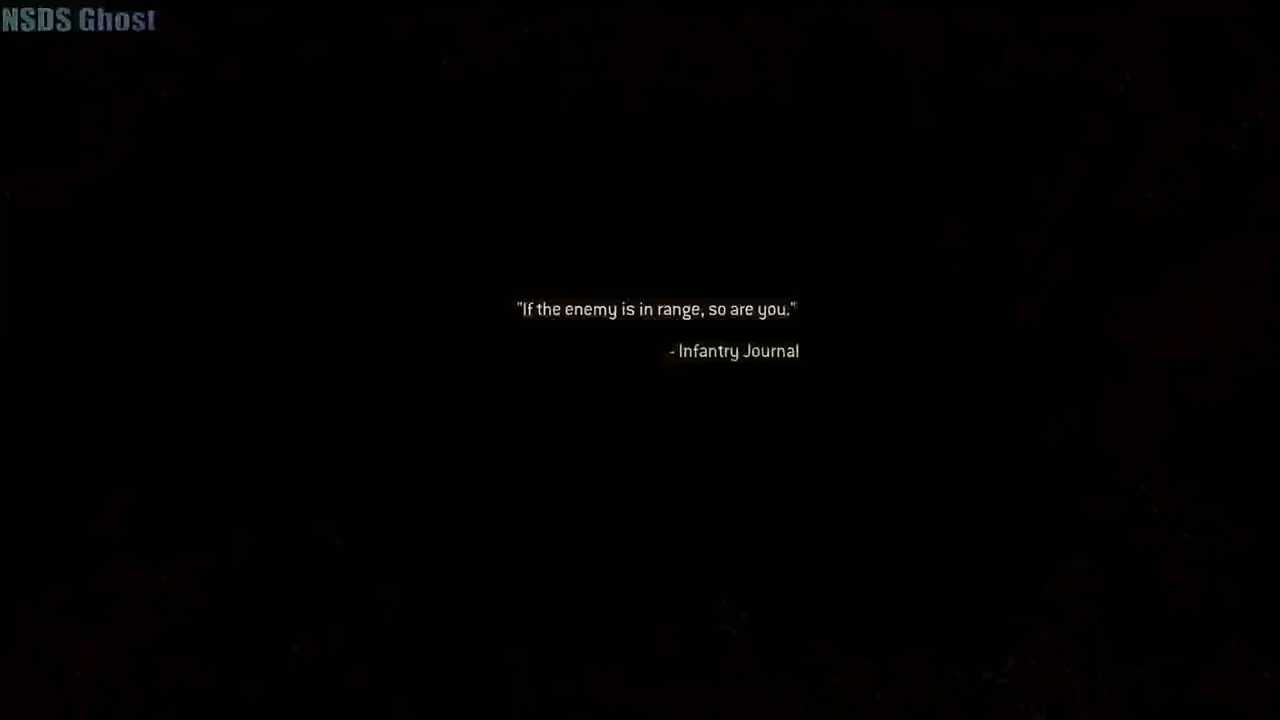 NSDS Ghost
"If the enemy is in range, so are you."
- Infantry Journal